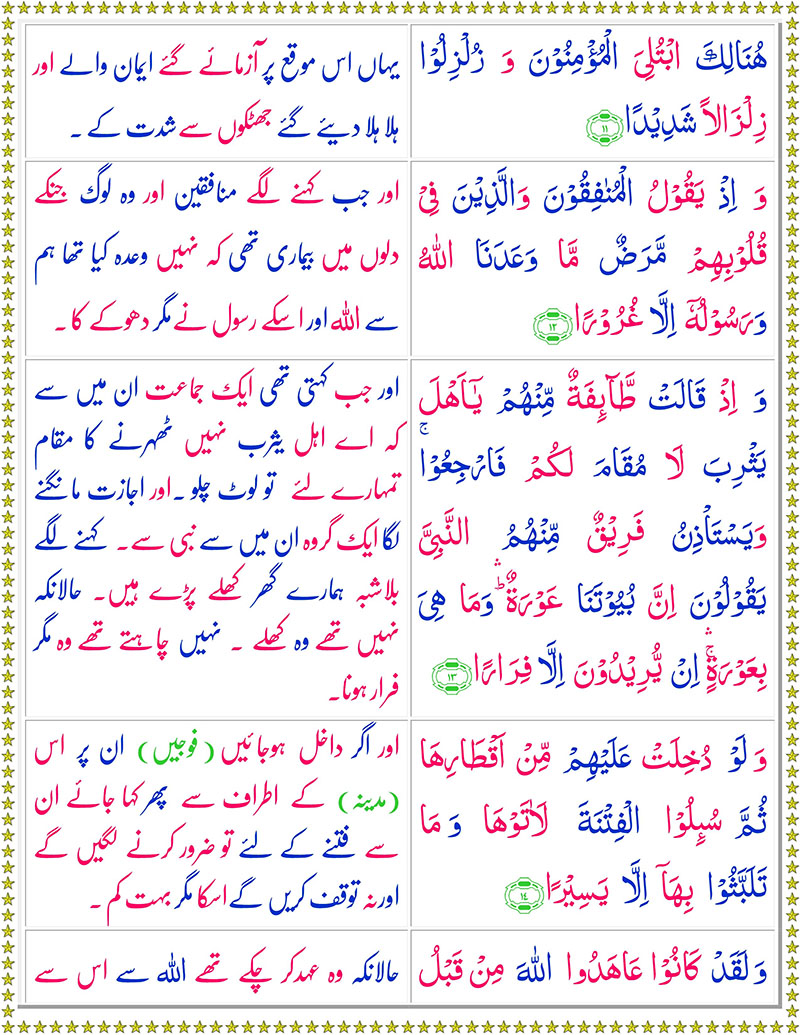 هُنَالِكَ ابْتُلِیَ الْمُؤْمِنُوْنَ وَ زُلْزِلُوْا
زِلْزَالاً شَدِیْدًا ﴿۱۱﴾
یہاں اس موقع پر آزمائے گئے ایمان والے اور
ہلا ہلا دیئے گئے جھٹکوں سے شدت کے ۔
وَ اِذْ یَقُوْلُ الْمُنٰفِقُوْنَ وَالَّذِیْنَ فِیْ
قُلُوْبِهِمْ مَّرَضٌ مَّا وَعَدَنَا اللهُ
وَرَسُوْلُهٗۤ اِلَّا غُرُوْرًا ﴿۱۲﴾
اور جب کہنے لگے منافقین اور وہ لوگ جنکے
دلوں میں بیماری تھی کہ نہیں وعدہ کیا تھا ہم
سے اللہ اور اسکے رسول نے مگر دھوکے کا ۔
وَ اِذْ قَالَتْ طَّآئِفَةٌ مِّنْهُمْ یٰۤاَهْلَ
یَثْرِبَ لَا مُقَامَ لَكُمْ فَارْجِعُوْا ۚ
وَیَسْتَاْذِنُ فَرِیْقٌ مِّنْهُمُ النَّبِیَّ
یَقُوْلُوْنَ اِنَّ بُیُوْتَنَا عَوْرَةٌ ۛؕ وَمَا هِیَ
بِعَوْرَةٍ ۛۚ اِنْ یُّرِیْدُوْنَ اِلَّا فِرَارًا ﴿۱۳﴾
اور جب کہتی تھی ایک جماعت ان میں سے
کہ اے اہل یثرب نہیں ٹھہرنے کا مقام
تمہارے لئے تو لوٹ چلو ۔ اور اجازت مانگنے
لگا ایک گروہ ان میں سے نبی سے ۔ کہنے لگے
بلاشبہ ہمارے گھر کھلے پڑے ہیں۔ حالانکہ
نہیں تھے وہ کھلے ۔ نہیں چاہتے تھے وہ مگر
فرار ہونا۔
وَ لَوْ دُخِلَتْ عَلَیْهِمْ مِّنْ اَقْطَارِهَا
ثُمَّ سُىِٕلُوا الْفِتْنَةَ لَاٰتَوْهَا وَ مَا
تَلَبَّثُوْا بِهَاۤ اِلَّا یَسِیْرًا ﴿۱٤﴾
اور اگر داخل ہوجائیں (فوجیں) ان پر اس
(مدینہ) کے اطراف سے پھر کہا جائے ان
سے فتنے کے لئے تو ضرور کرنے لگیں گے
اور نہ توقف کریں گے اسکا مگر بہت کم ۔
وَ لَقَدْ كَانُوْا عَاهَدُوا اللهَ مِنْ قَبْلُ
حالانکہ وہ عہد کر چکے تھے اللہ سے اس سے